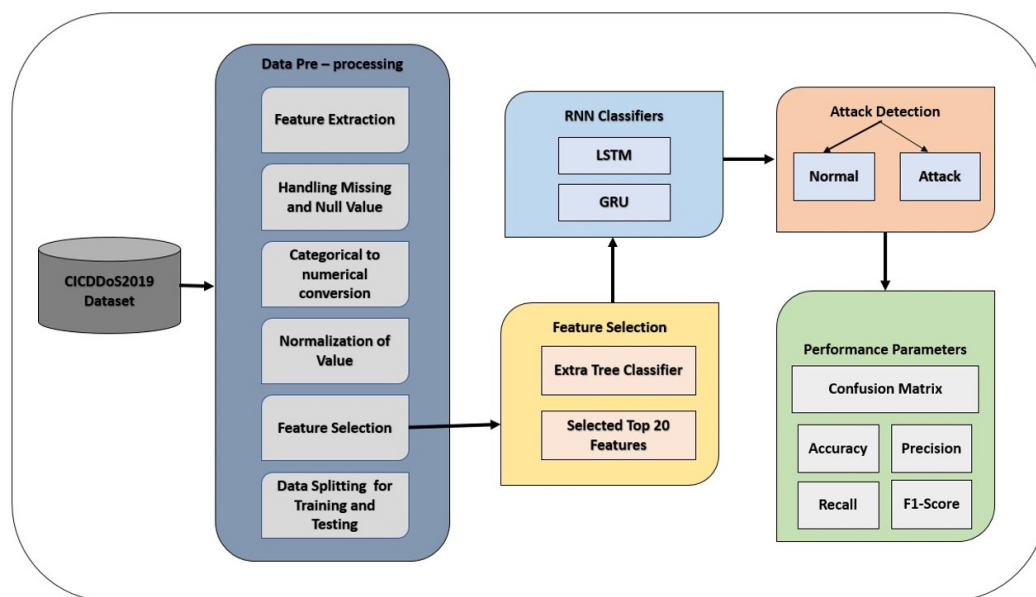 CICDDoS2019
Dataset
Data Pre – processing
Feature Extraction
Handling Missing
and Null Value
Categorical to
numerical
conversion
Normalization of
Value
Feature Selection
Data Splitting for
Training and
Testing
Feature Selection
Extra Tree Classifier
Selected Top 20
Features
RNN Classifiers
LSTM
GRU
Attack Detection
Normal
Attack
Performance Parameters
Confusion Matrix
Accuracy
Precision
Recall
F1-Score